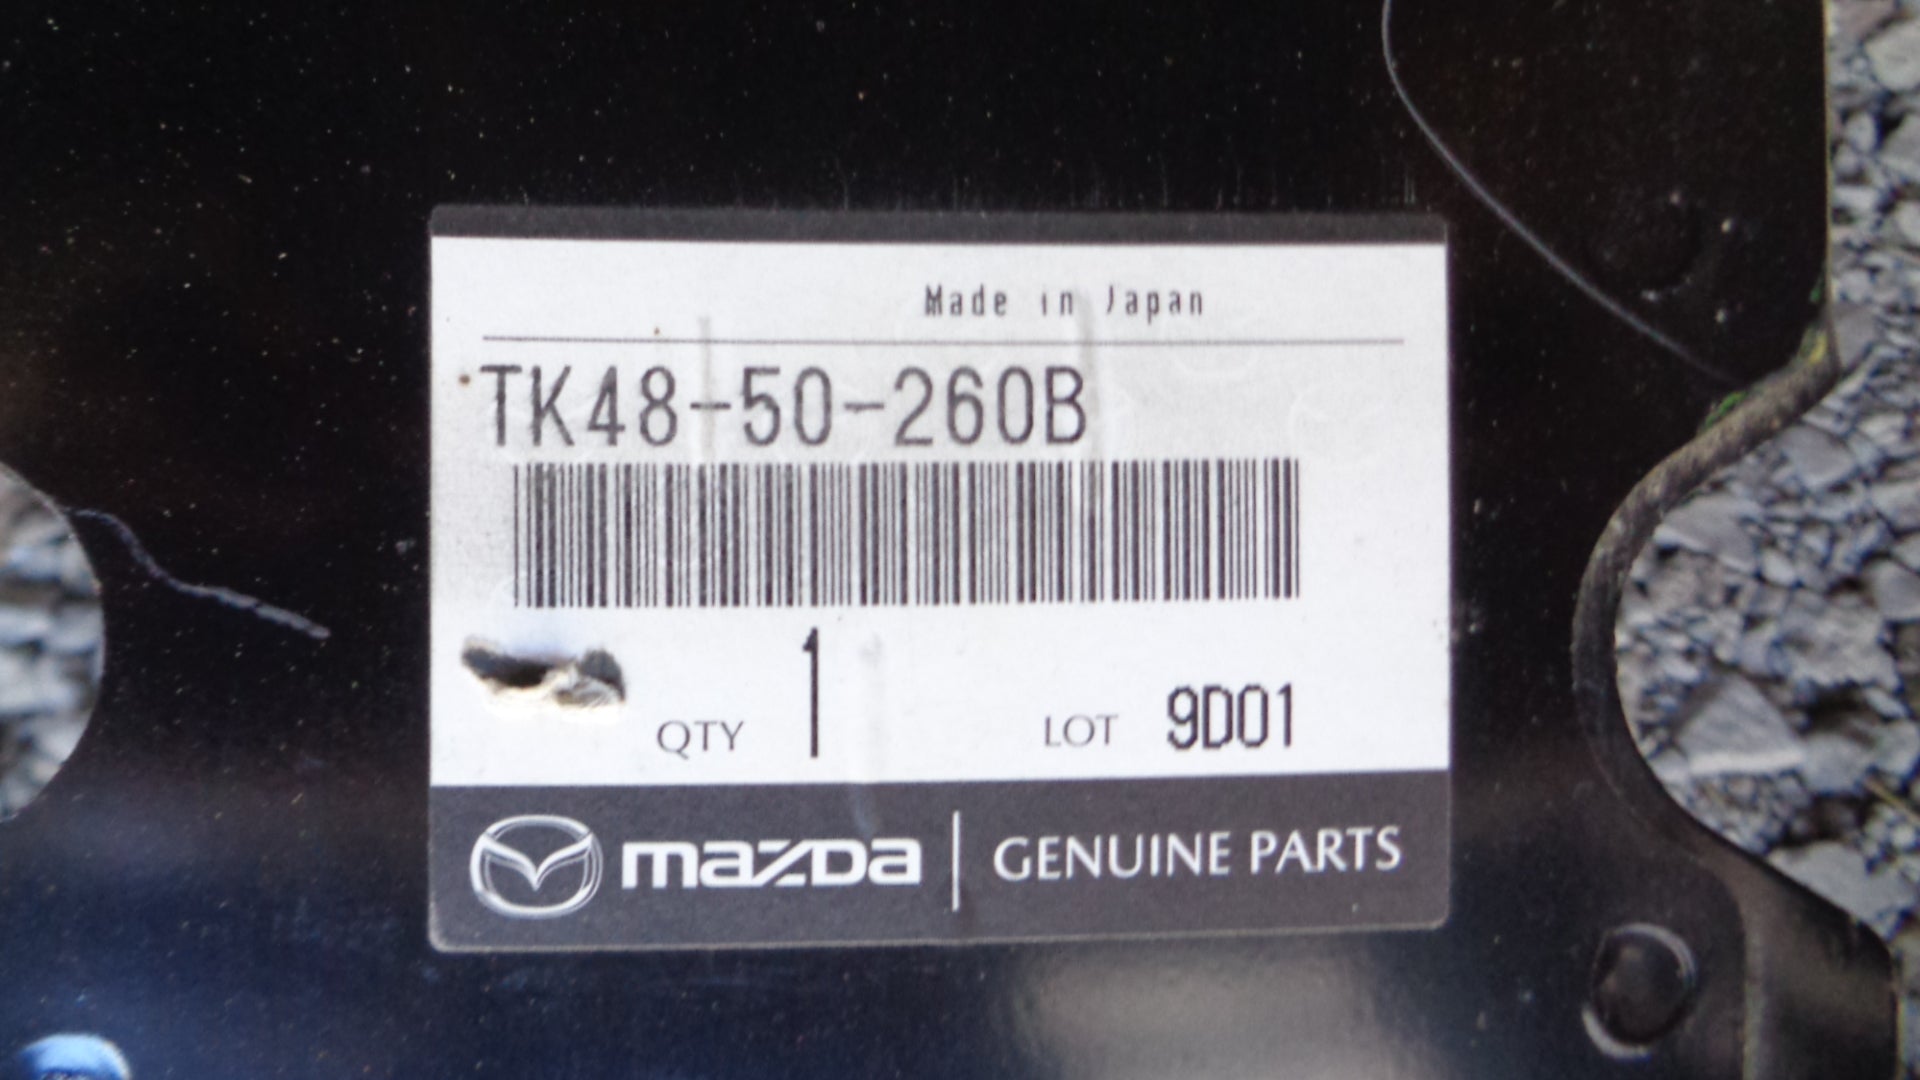 Made in Japan
TK48-50-260B
QTY 1 LOT 9D01
mazDa | GENUINE PARTS